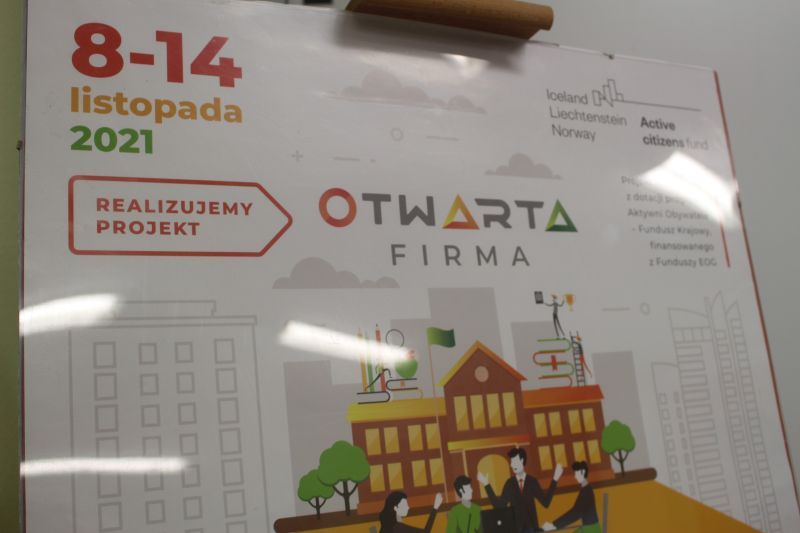 8-14
listopada
2021
Iceland
Liechtenstein
Norway
Active
citizens fund
REALIZUJEMY
PROJEKT
OTWARTA
FIRMA
z dotacji
Aktywni Obywatele
- Fundusz Krajowy,
finansowanego
z Funduszy EOG